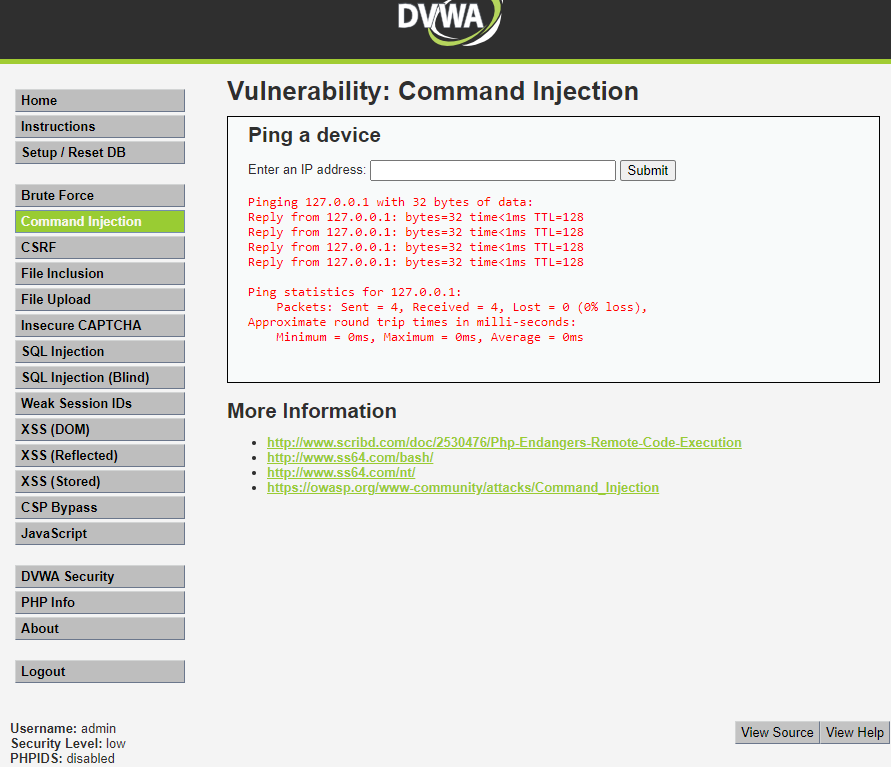 DVWA
Home
Instructions
Setup / Reset DB
Brute Force
Command Injection
CSRF
File Inclusion
File Upload
Insecure CAPTCHA
SQL Injection
SQL Injection (Blind)
Weak Session IDs
XSS (DOM)
XSS (Reflected)
XSS (Stored)
CSP Bypass
JavaScript
DVWA Security
PHP Info
About
Logout
Vulnerability: Command Injection
Ping a device
Enter an IP address: Submit
Pinging 127.0.0.1 with 32 bytes of data:
Reply from 127.0.0.1: bytes=32 time<1ms TTL=128
Reply from 127.0.0.1: bytes=32 time<1ms TTL=128
Reply from 127.0.0.1: bytes=32 time<1ms TTL=128
Reply from 127.0.0.1: bytes=32 time<1ms TTL=128
Ping statistics for 127.0.0.1:
Packets: Sent = 4, Received = 4, Lost = 0 (0% loss),
Approximate round trip times in milli-seconds:
Minimum = 0ms, Maximum = 0ms, Average = 0ms
More Information
http://www.scribd.com/doc/2530476/Php-Endangers-Remote-Code-Execution
http://www.ss64.com/bash/
http://www.ss64.com/nt/
https://owasp.org/www-community/attacks/Command_Injection
Username: admin
Security Level: low
PHPIDS: disabled
View Source View Help